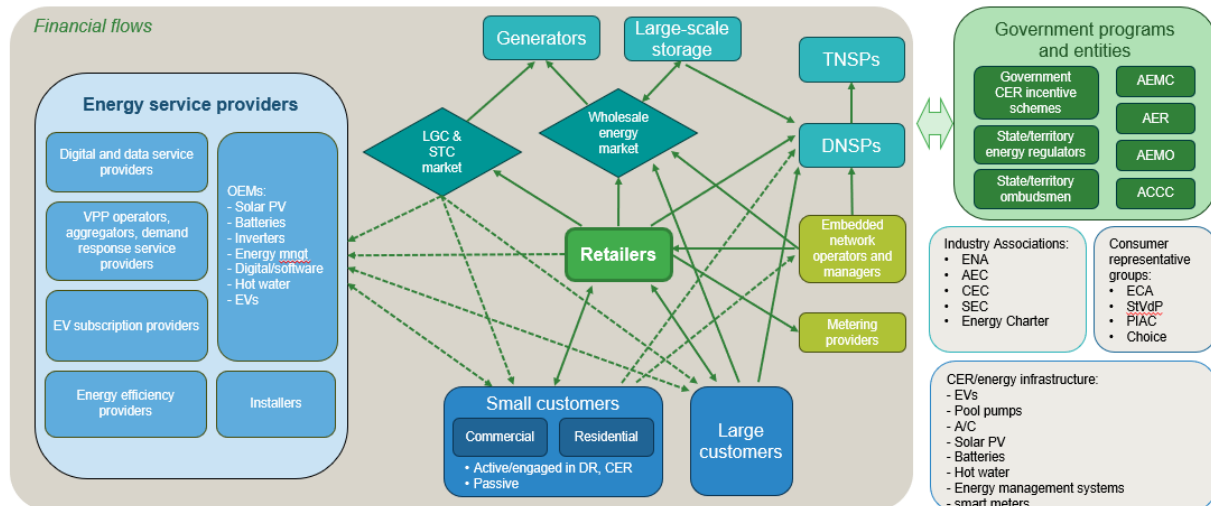 Financial flows
Energy service providers
Digital and data service
providers
VPP operators,
aggregators, demand
response service
providers
EV subscription providers
Energy efficiency
providers
OEMs:
- Solar PV
- Batteries
- Inverters
- Energy mngt
- Digital/software
- Hot water
- EVs
Installers
Generators
Large-scale
storage
TNSPs
LGC &
STC
market
Wholesale
energy
market
DNSPs
Retailers
Embedded
network
operators and
managers
Metering
providers
Small customers
Commercial
Residential
• Active/engaged in DR, CER
• Passive
Large
customers
Government programs
and entities
Government
CER incentive
schemes
State/territory
energy regulators
State/territory
ombudsmen
AEMC
AER
AEMO
ACCC
Industry Associations:
• ENA
• AEC
• CEC
• SEC
• Energy Charter
Consumer
representative
groups:
• ECA
• StVdP
• PIAC
• Choice
CER/energy infrastructure:
- EVs
- Pool pumps
- A/C
- Solar PV
- Batteries
- Hot water
- Energy management systems
- smart meters